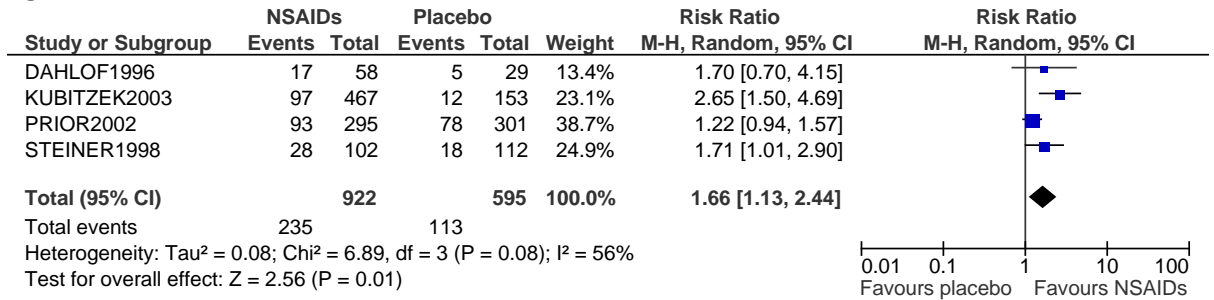 NSAIDs Placebo Risk Ratio Risk Ratio
Study or Subgroup Events Total Events Total Weight M-H, Random, 95% CI M-H, Random, 95% CI
DAHLOF1996 17 58 5 29 13.4% 1.70 [0.70, 4.15]
KUBITZEK2003 97 467 12 153 23.1% 2.65 [1.50, 4.69]
PRIOR2002 93 295 78 301 38.7% 1.22 [0.94, 1.57]
STEINER1998 28 102 18 112 24.9% 1.71 [1.01, 2.90]
Total (95% CI) 922 595 100.0% 1.66 [1.13, 2.44]
Total events 235 113
Heterogeneity: Tau² = 0.08; Chi² = 6.89, df = 3 (P = 0.08); I² = 56%
Test for overall effect: Z = 2.56 (P = 0.01)
0.01 0.1 1 10 100
Favours placebo Favours NSAIDs